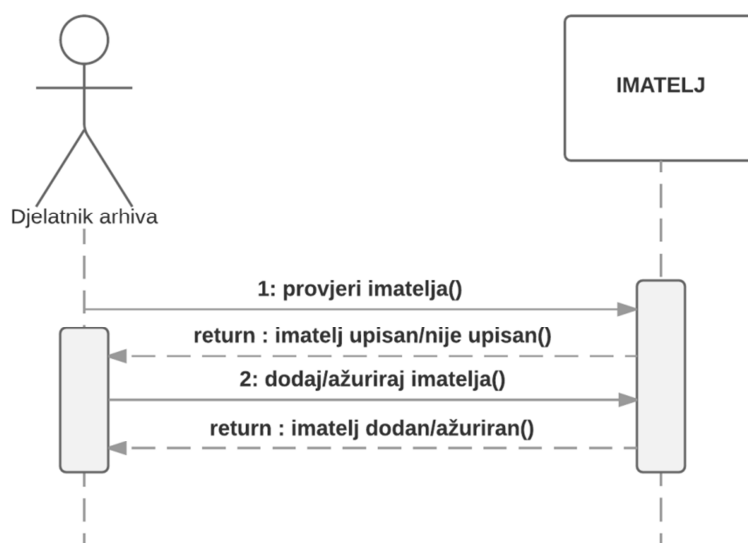 IMATELJ
Djelatnik arhiva
1: provjeri imatelja()
return : imatelj upisan/nije upisan()
2: dodaj/ažuriraj imatelja()
return : imatelj dodan/ažuriran()